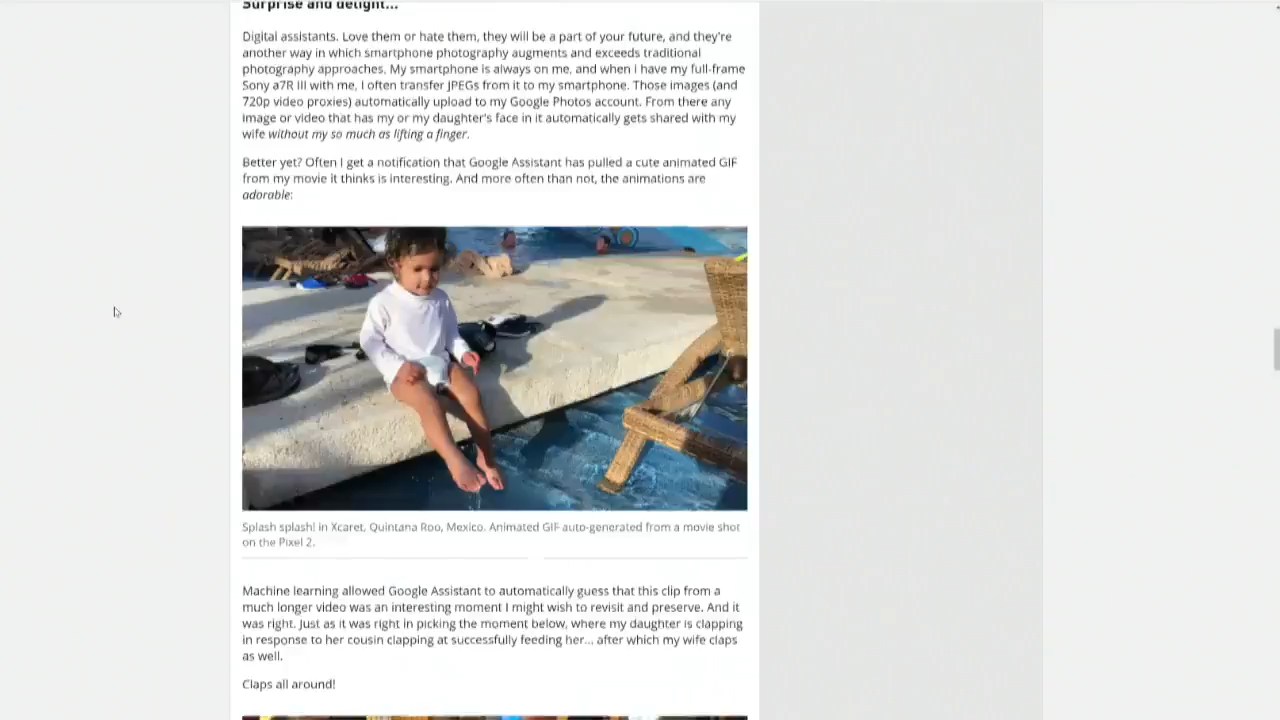 Surprise and delight...
Digital assistants. Love them or hate them, they will be a part of your future, and they're
another way in which smartphone photography augments and exceeds traditional
photography approaches. My smartphone is always on me, and when I have my full-frame
Sony a7R III with me, I often transfer JPEGs from it to my smartphone. Those images (and
720p video proxies) automatically upload to my Google Photos account. From there any
image or video that has my or my daughter's face in it automatically gets shared with my
wife without my so much as lifting a finger.
Better yet? Often I get a notification that Google Assistant has pulled a cute animated GIF
from my movie it thinks is interesting. And more often than not, the animations are
adorable:
Splash splash! in Xcaret, Quintana Roo, Mexico. Animated GIF auto-generated from a movie shot
on the Pixel 2.
Machine learning allowed Google Assistant to automatically guess that this clip from a
much longer video was an interesting moment I might wish to revisit and preserve. And it
was right. Just as it was right in picking the moment below, where my daughter is clapping
in response to her cousin clapping at successfully feeding her... after which my wife claps
as well.
Claps all around!